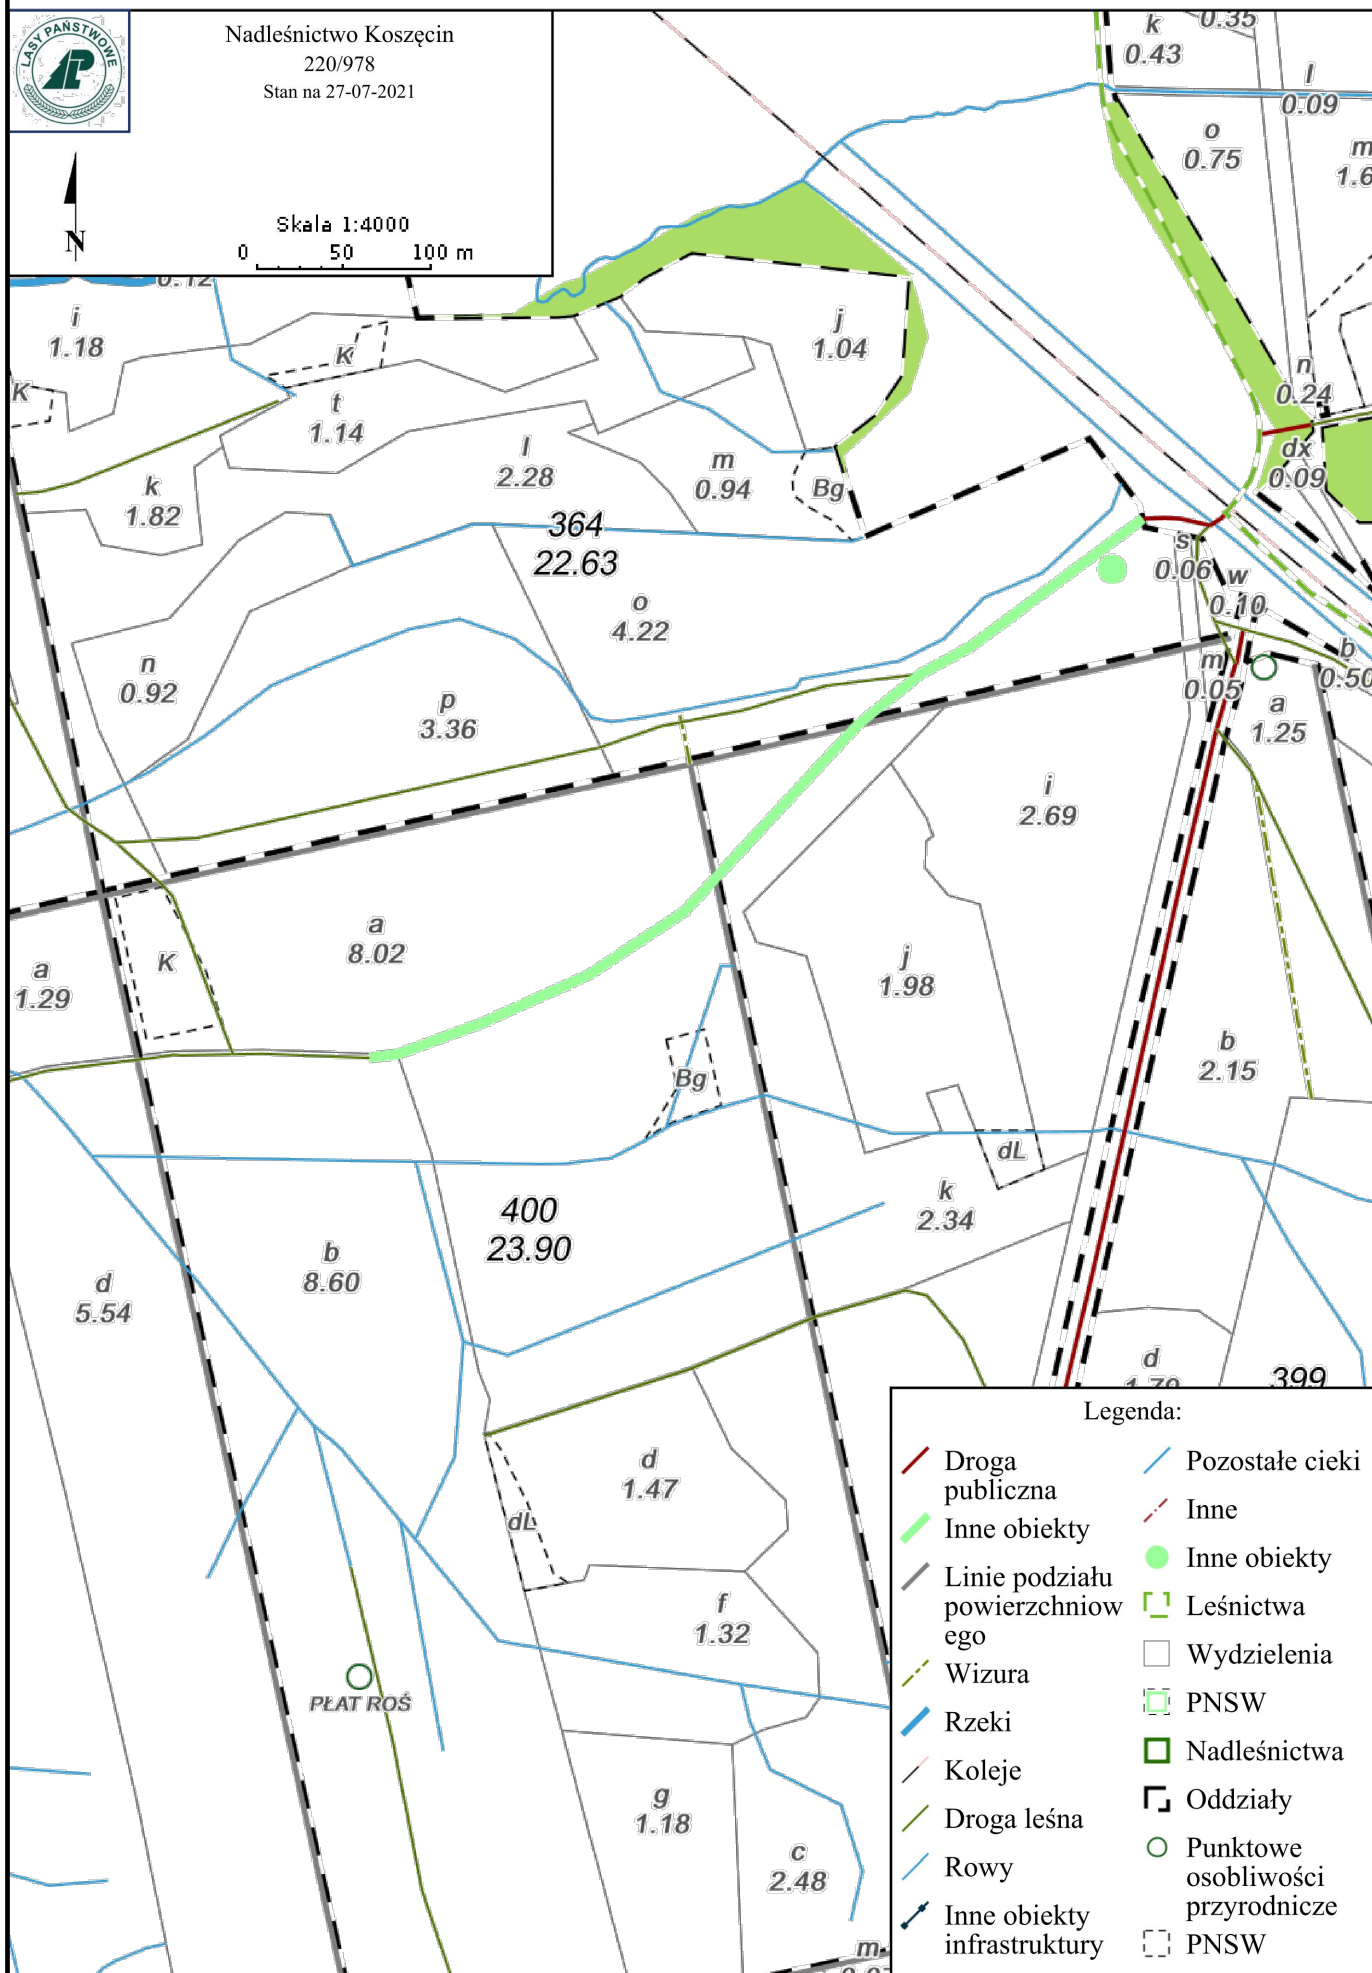 LASY PAŃSTWOWE
Nadleśnictwo Koszęcin
220/978
Stan na 27-07-2021
N
Skala 1:4000
0 50 100 m
k
0.43
0.35
l
0.09
o
0.75
m
0.12
i
1.18
K
K
t
1.14
j
1.04
n
0.24
dx
0.09
k
1.82
l
2.28
m
0.94
Bg
364
22.63
s
0.06
w
0.10
o
4.22
n
0.92
p
3.36
m
0.05
b
0.50
a
1.25
i
2.69
a
8.02
K
a
1.29
j
1.98
b
2.15
Bg
dL
k
2.34
400
23.90
b
8.60
d
5.54
d
1.79
399
d
1.47
dL
f
1.32
PŁAT ROŚ
g
1.18
c
2.48
m
Legenda:
Droga
publiczna
Inne obiekty
Linie podziału
powierzchniow
ego
Wizura
Rzeki
Koleje
Droga leśna
Rowy
Inne obiekty
infrastruktury
Pozostałe cieki
Inne
Inne obiekty
Leśnictwa
Wydzielenia
PNSW
Nadleśnictwa
Oddziały
Punktowe
osobliwości
przyrodnicze
PNSW